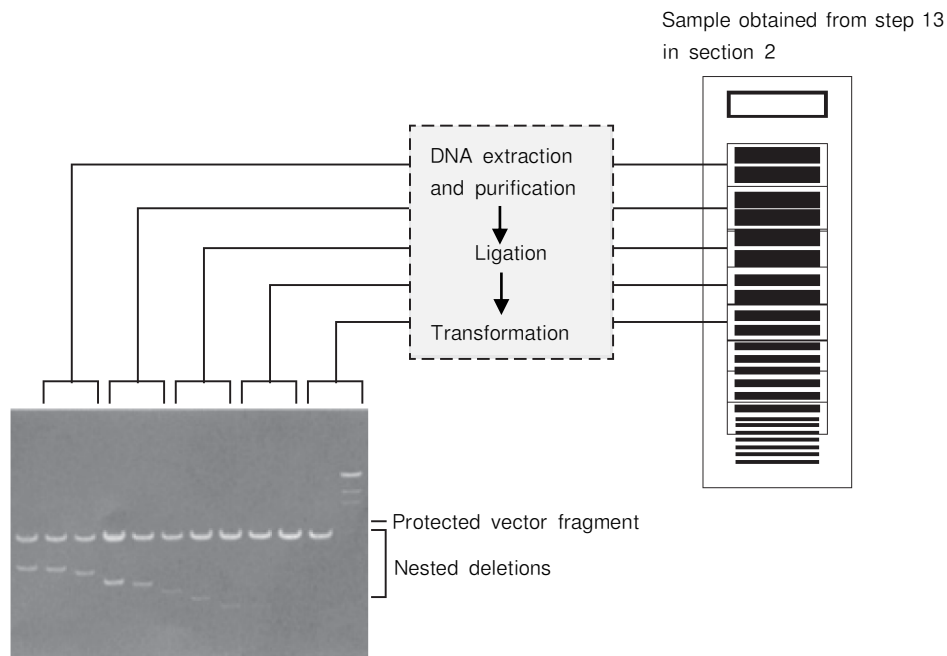 Sample obtained from step 13
in section 2
DNA extraction
and purification
Ligation
Transformation
Protected vector fragment
Nested deletions